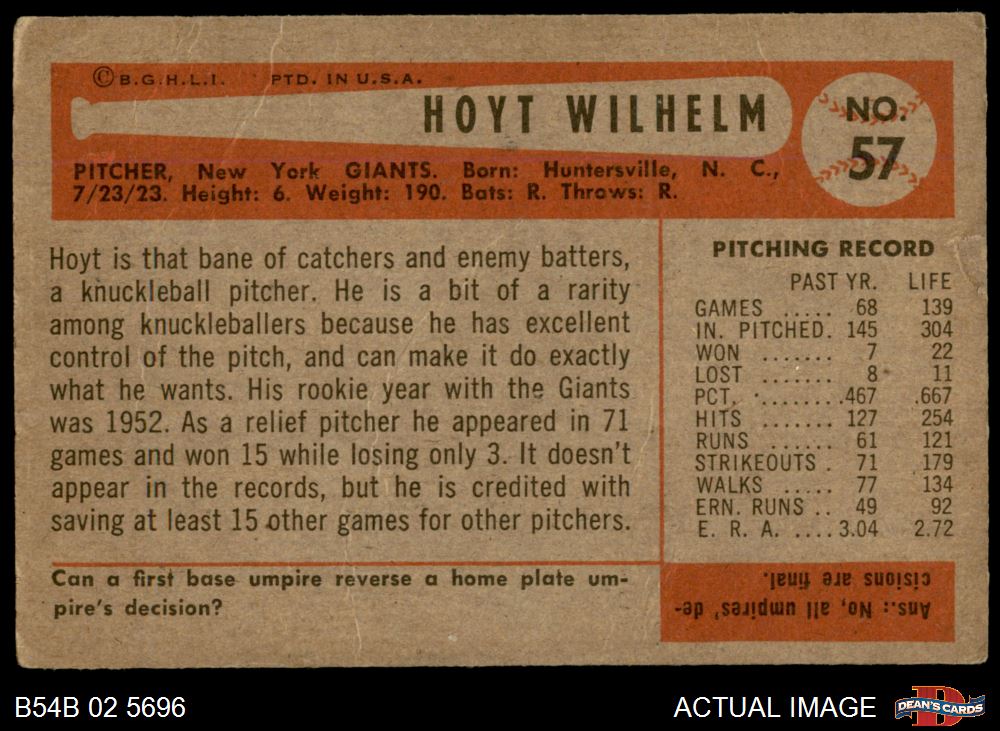 © B.G.H.L.I. PTD. IN U.S.A.
HOYT WILHELM
NO.
57
PITCHER, New York GIANTS. Born: Huntersville, N. C.,
7/23/23. Height: 6. Weight: 190. Bats: R. Throws: R.
Hoyt is that bane of catchers and enemy batters,
a knuckleball pitcher. He is a bit of a rarity
among knuckleballers because he has excellent
control of the pitch, and can make it do exactly
what he wants. His rookie year with the Giants
was 1952. As a relief pitcher he appeared in 71
games and won 15 while losing only 3. It doesn't
appear in the records, but he is credited with
saving at least 15 other games for other pitchers.
PITCHING RECORD
PAST YR. LIFE
GAMES ..... 68 139
IN. PITCHED. 145 304
WON ....... 7 22
LOST ....... 8 11
PCT. ........ .467 .667
HITS ....... 127 254
RUNS ...... 61 121
STRIKEOUTS . 71 179
WALKS ..... 77 134
ERN. RUNS .. 49 92
E. R. A. .... 3.04 2.72
Can a first base umpire reverse a home plate um-
pire's decision?
Ans.: No, all umpires' de-
cisions are final.
B54B 02 5696
ACTUAL IMAGE
D
DEAN'S CARDS